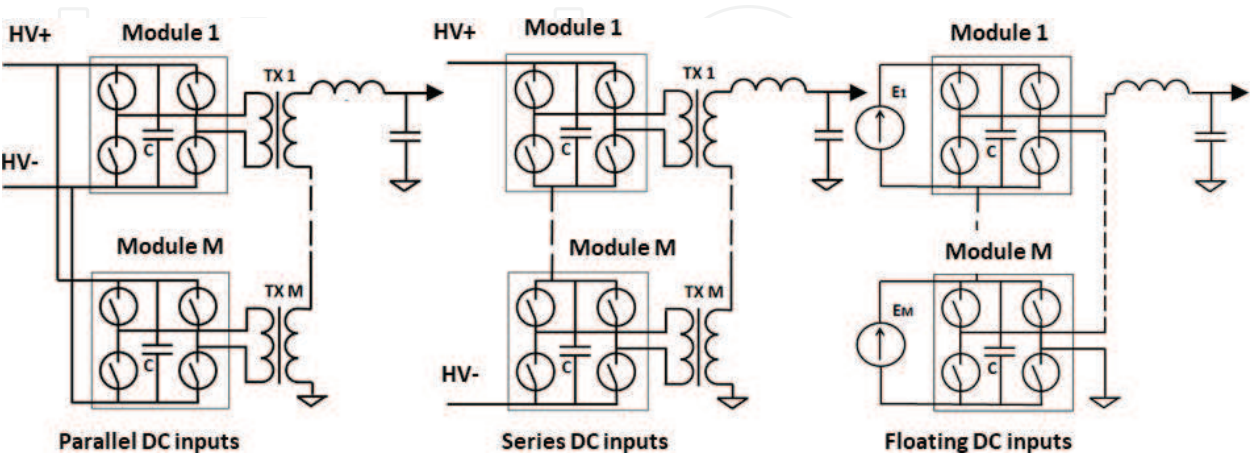 HV+
Module 1
TX 1
C
HV-
Module M
TX M
C
Parallel DC inputs
HV+
Module 1
TX 1
C
Module M
TX M
C
HV-
Series DC inputs
Module 1
E1
C
Module M
EM
C
Floating DC inputs